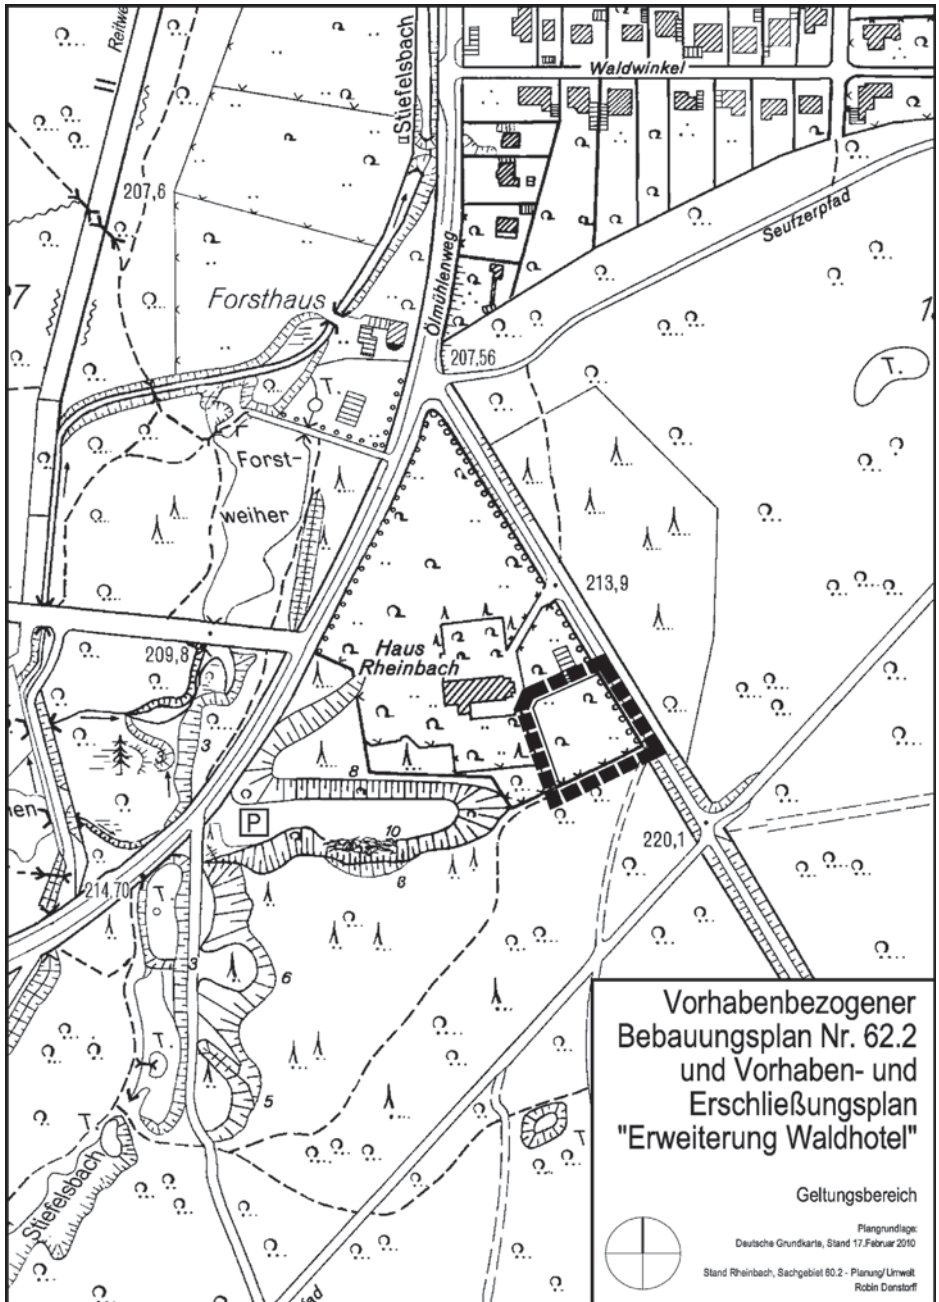 Reitwe
Stiefelsbach
Waldwinkel
207,6
Seufzerpfad
Ölmühlenweg
Forsthaus
207,56
T.
T.
Forst-
weiher
213,9
Haus
Rheinbach
209,8
3
3
8
P
10
8
220,1
214,70
T.
3
6
T.
5
T
T
Stiefelsbach
Vorhabenbezogener
Bebauungsplan Nr. 62.2
und Vorhaben- und
Erschließungsplan
"Erweiterung Waldhotel"
Geltungsbereich
Plangrundlage:
Deutsche Grundkarte, Stand 17.Februar 2010
Stand Rheinbach, Sachgebiet 60.2 - Planung/ Umwelt
Robin Denstorff